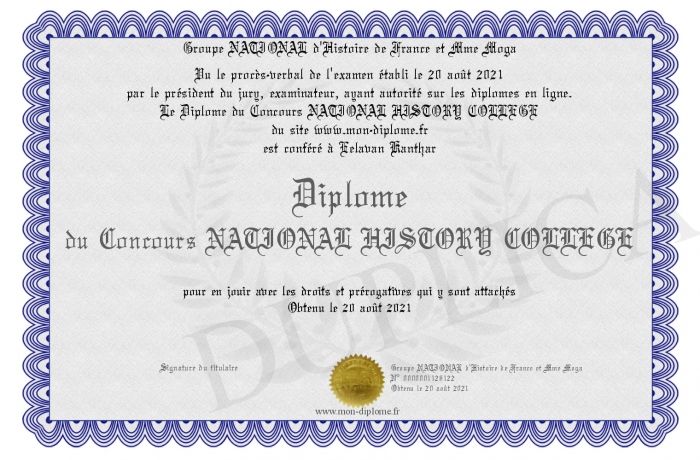 Groupe NATIONAL d'Histoire de France et Mme Moga
Vu le procès-verbal de l'examen établi le 20 août 2021
par le président du jury, examinateur, ayant autorité sur les diplomes en ligne.
Le Diplome du Concours NATIONAL HISTORY COLLEGE
du site www.mon-diplome.fr
est conféré à Eelavan Kanthar
Diplome
du Concours NATIONAL HISTORY COLLEGE
DUPLICA
pour en jouir avec les droits et prérogatives qui y sont attachés
Obtenu le 20 août 2021
Signature du titulaire
Groupe NATIONAL d'Histoire de France et Mme Moga
Obtenu le 20 août 2021
www.mon-diplome.fr